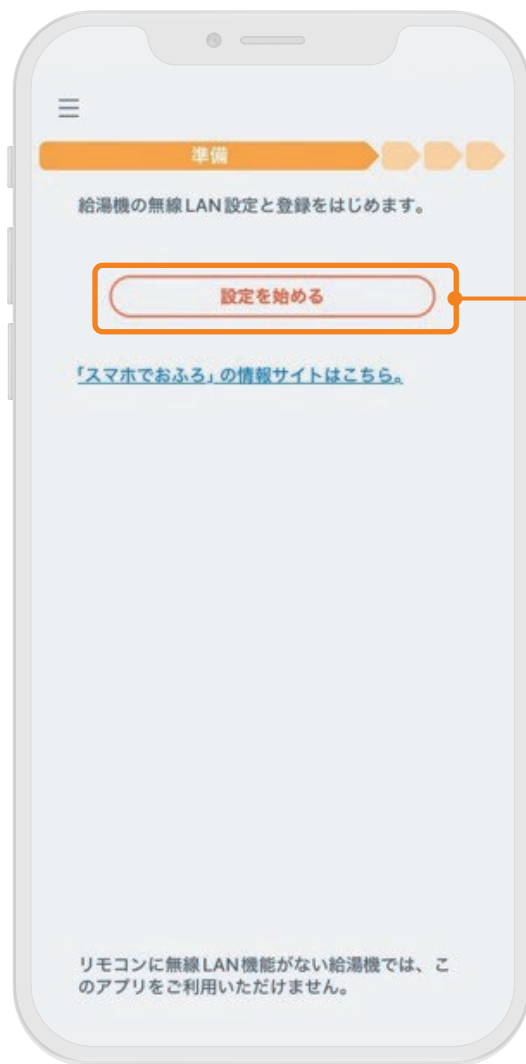 準備
給湯機の無線LAN設定と登録をはじめます。
設定を始める
「スマホでおふろ」の情報サイトはこちら。
リモコンに無線LAN機能がない給湯機では、こ
のアプリをご利用いただけません。